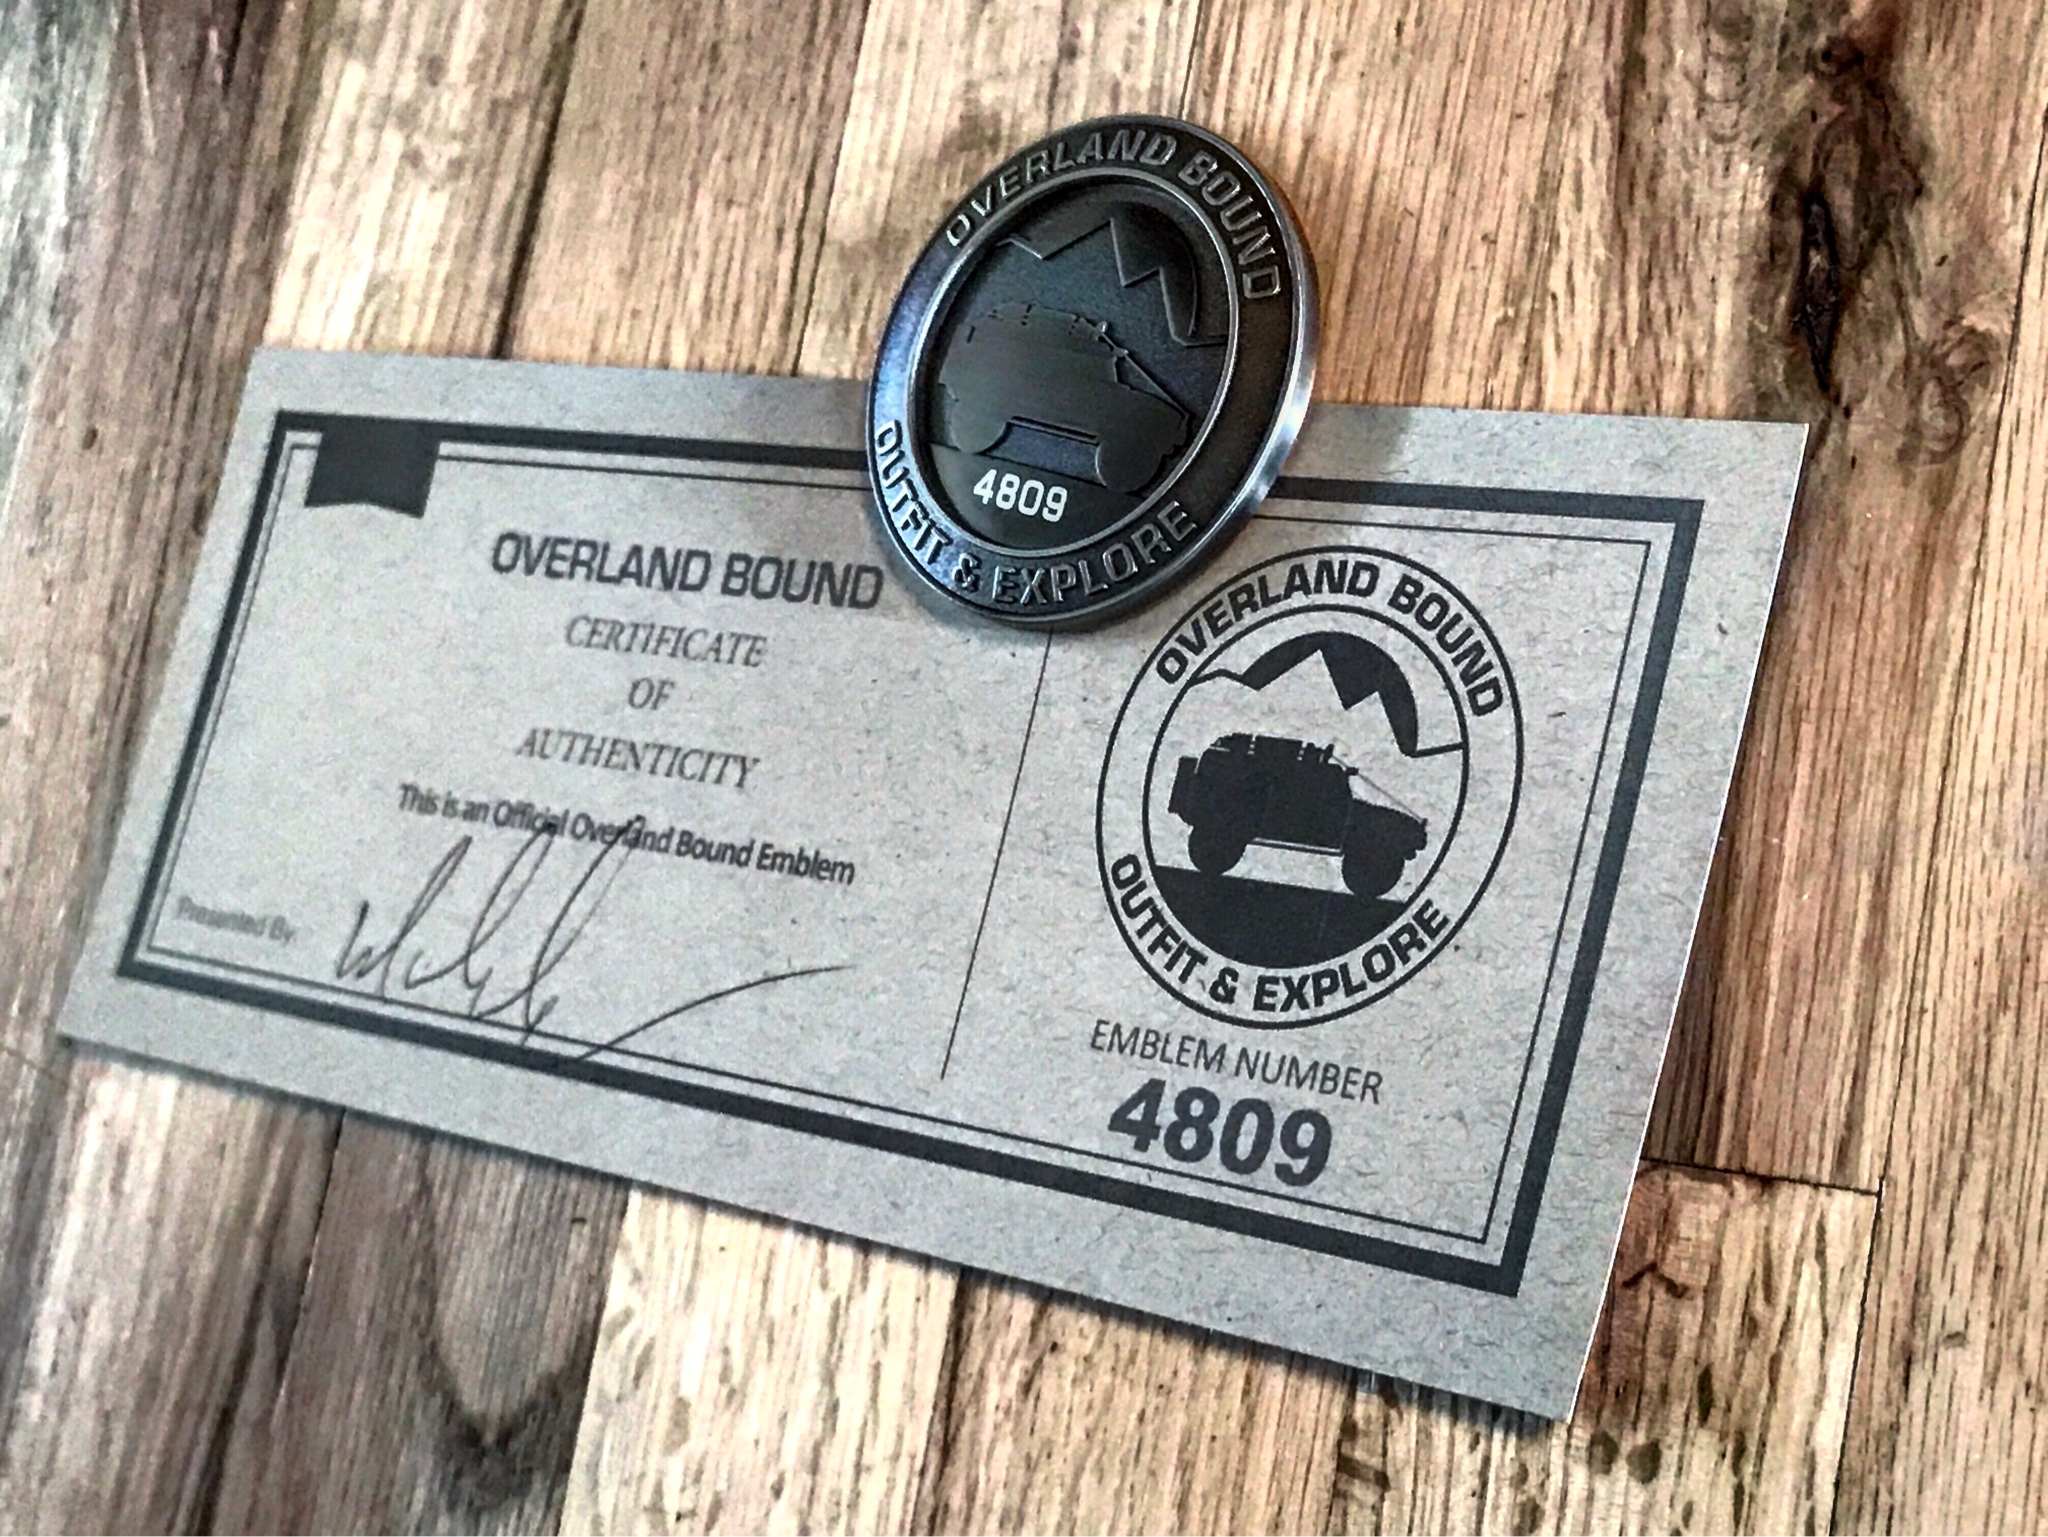 OVERLAND BOUND
4809
OUTFIT & EXPLORE
OVERLAND BOUND
CERTIFICATE
OF
AUTHENTICITY
This is an Official Overland Bound Emblem
Presented By:
OVERLAND BOUND
OUTFIT & EXPLORE
EMBLEM NUMBER
4809